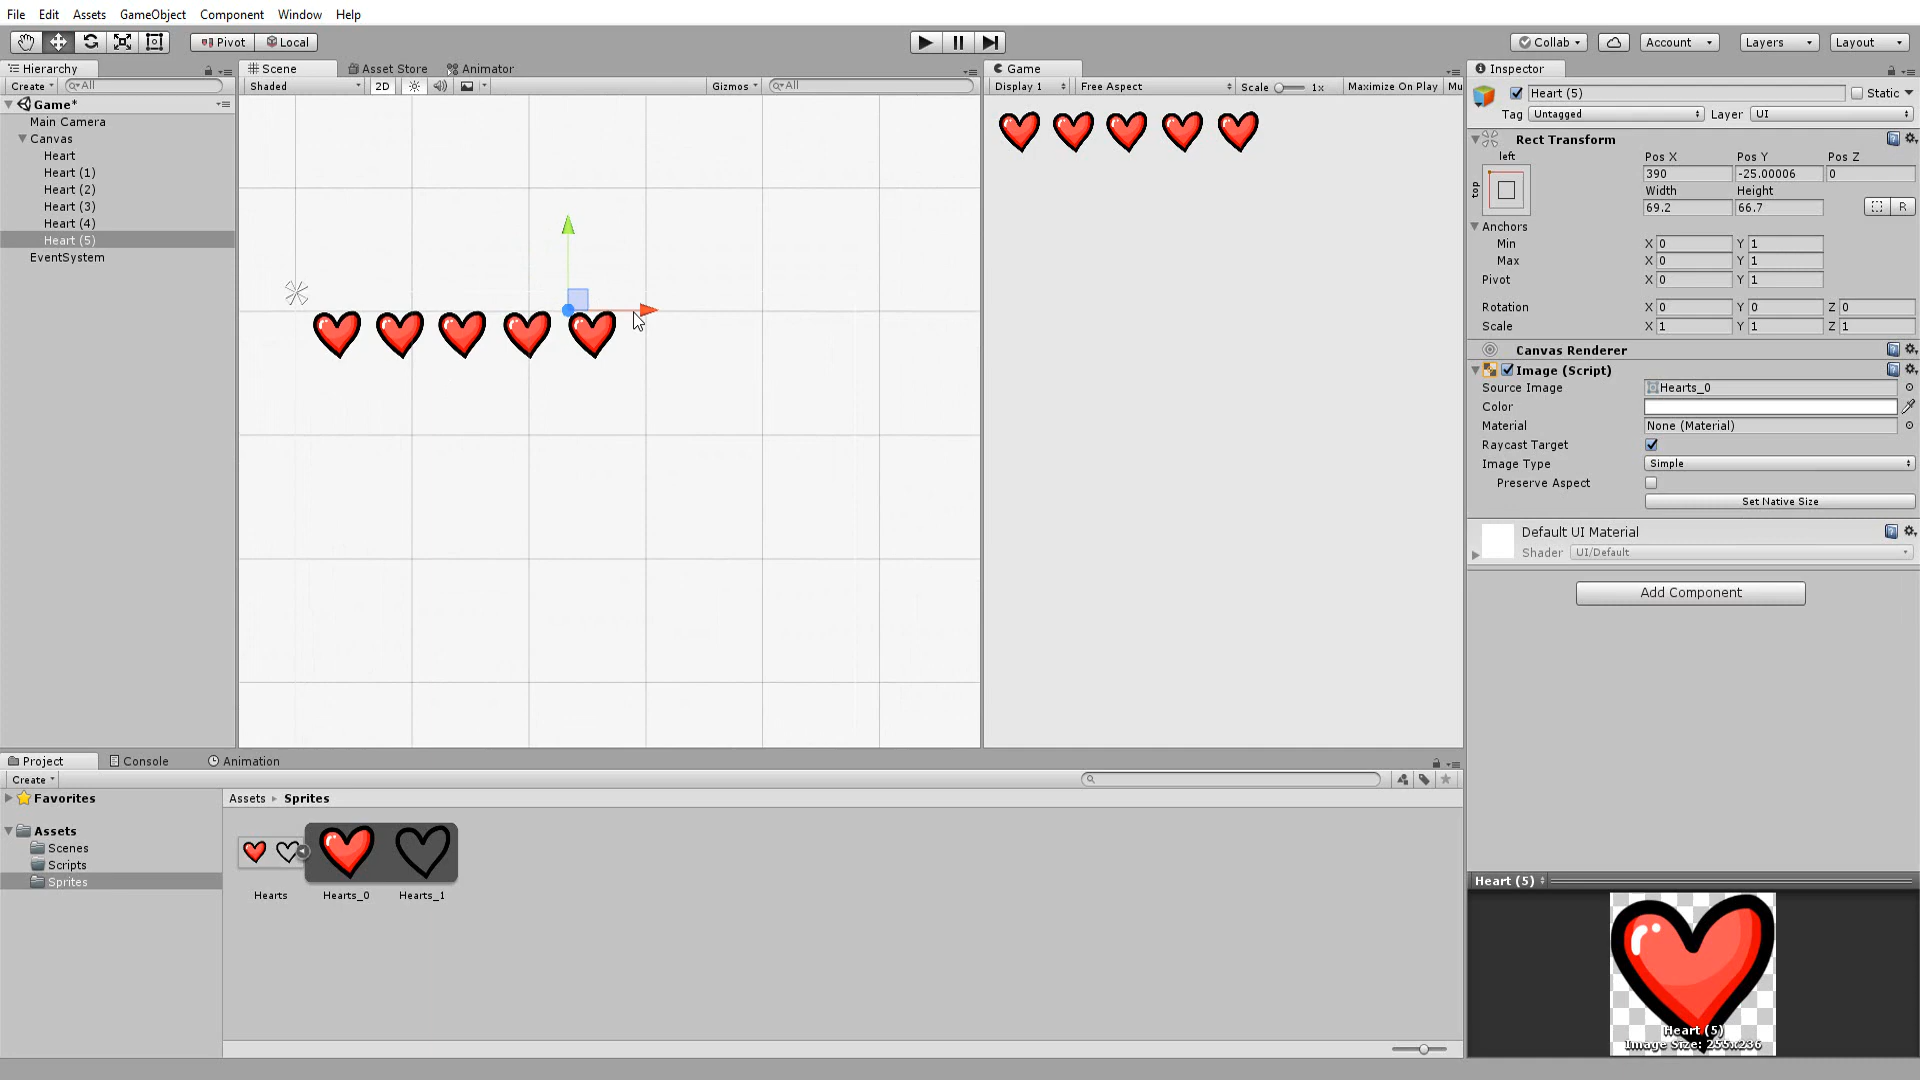 File Edit Assets GameObject Component Window Help
Pivot Local Collab Account Layers Layout
Hierarchy
Create All
Game*
Main Camera
Canvas
Heart
Heart (1)
Heart (2)
Heart (3)
Heart (4)
Heart (5)
EventSystem
Scene Asset Store Animator
Shaded 2D Gizmos All
Game
Display 1 Free Aspect Scale 1x Maximize On Play Mu
Inspector
Heart (5) Static
Tag Untagged Layer UI
Rect Transform
left
top
Pos X Pos Y Pos Z
390 -25.00006 0
Width Height
69.2 66.7 R
Anchors
Min X 0 Y 1
Max X 0 Y 1
Pivot X 0 Y 1
Rotation X 0 Y 0 Z 0
Scale X 1 Y 1 Z 1
Canvas Renderer
Image (Script)
Source Image Hearts_0
Color
Material None (Material)
Raycast Target
Image Type Simple
Preserve Aspect
Set Native Size
Default UI Material
Shader UI/Default
Add Component
Project Console Animation
Create
Favorites
Assets
Scenes
Scripts
Sprites
Assets Sprites
Hearts Hearts_0 Hearts_1
Heart (5)
Heart (5)
Image Size: 255x236